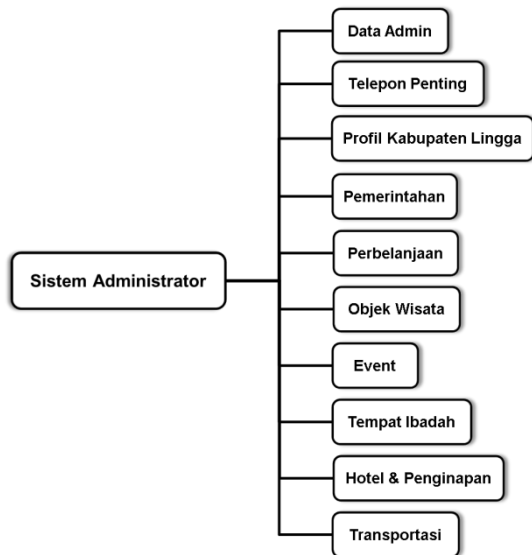 Data Admin
Telepon Penting
Profil Kabupaten Lingga
Pemerintahan
Perbelanjaan
Sistem Administrator
Objek Wisata
Event
Tempat Ibadah
Hotel & Penginapan
Transportasi